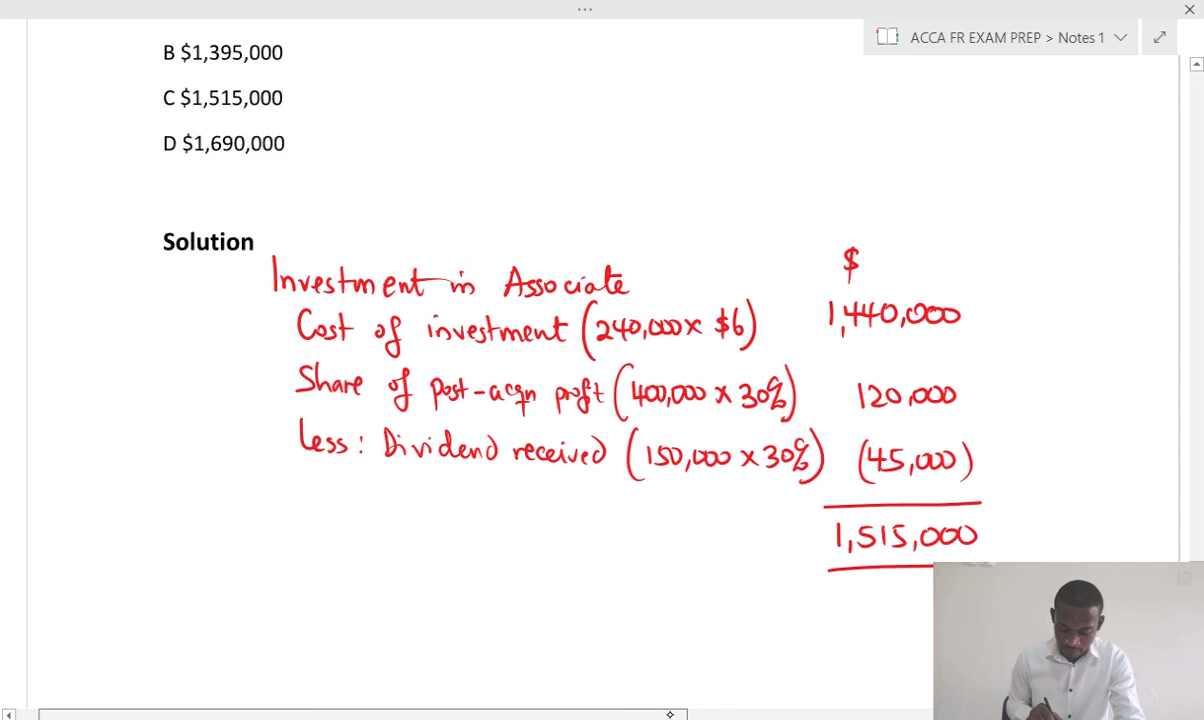 ACCA FR EXAM PREP > Notes 1
B $1,395,000
C $1,515,000
D $1,690,000
Solution
$
Investment in Associate
Cost of investment (240,000 x $6) 1,440,000
Share of post-acqn profit (400,000 x 30%) 120,000
Less: Dividend received (150,000 x 30%) (45,000)
1,515,000